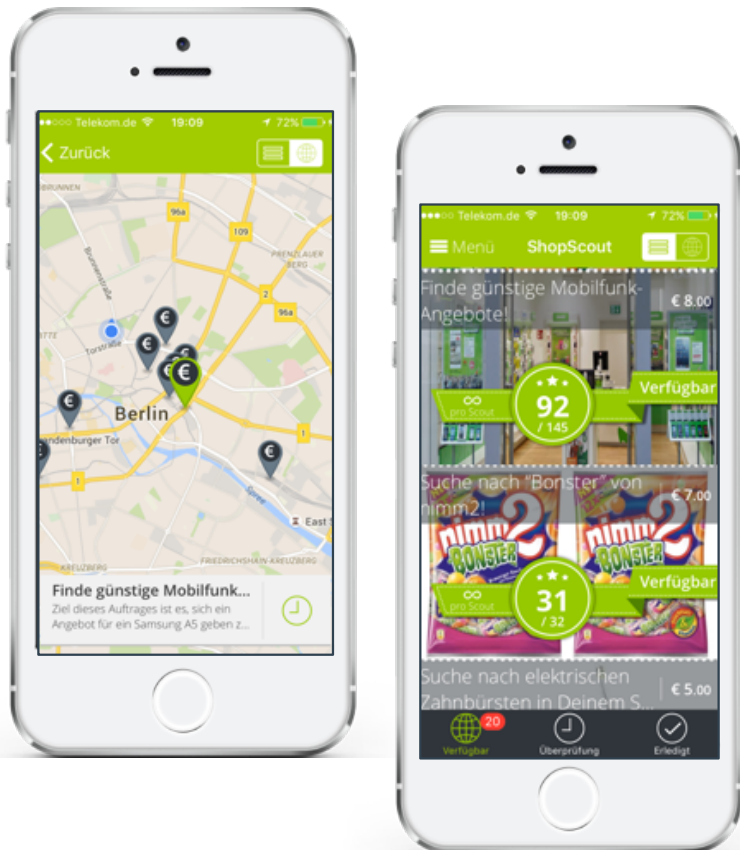 Telekom.de 19:09 72%
Zurück
BRUNNEN
96a
109
PRENZLAUER
BERG
Brunnenstraße
2
96a
Torstraße
Berlin
1
1
Spree
KREUZBERG
FRIEDRICHSHAIN-KREUZBERG
Finde günstige Mobilfunk...
Ziel dieses Auftrages ist es, sich ein
Angebot für ein Samsung A5 geben z...
Telekom.de 19:09 72%
Menü ShopScout
Finde günstige Mobilfunk- € 8.00
Angebote!
Verfügbar
∞
pro Scout
92
/ 145
Suche nach "Bonster" von € 7.00
nimm2!
nimm2
BONSTER
nimm2
BONSTER
Verfügbar
∞
pro Scout
31
/ 32
Suche nach elektrischen
Zahnbürsten in Deinem S... € 5.00
20
Verfügbar Überprüfung Erledigt